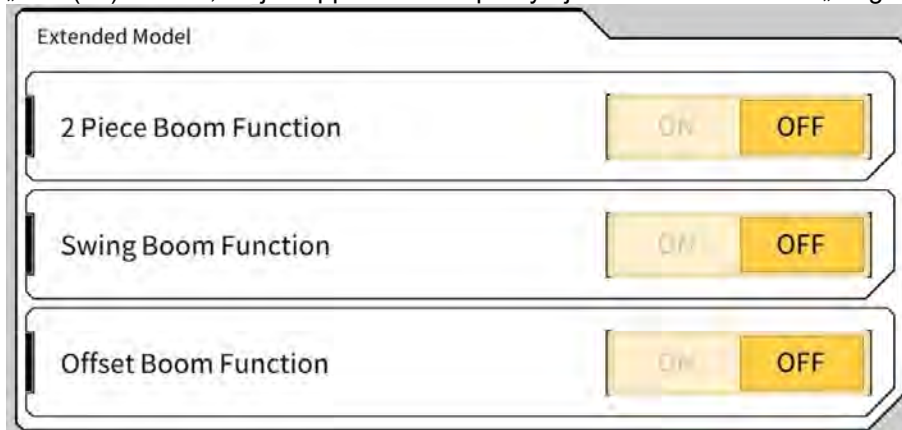 Extended Model
2 Piece Boom Function
ON
OFF
Swing Boom Function
ON
OFF
Offset Boom Function
ON
OFF